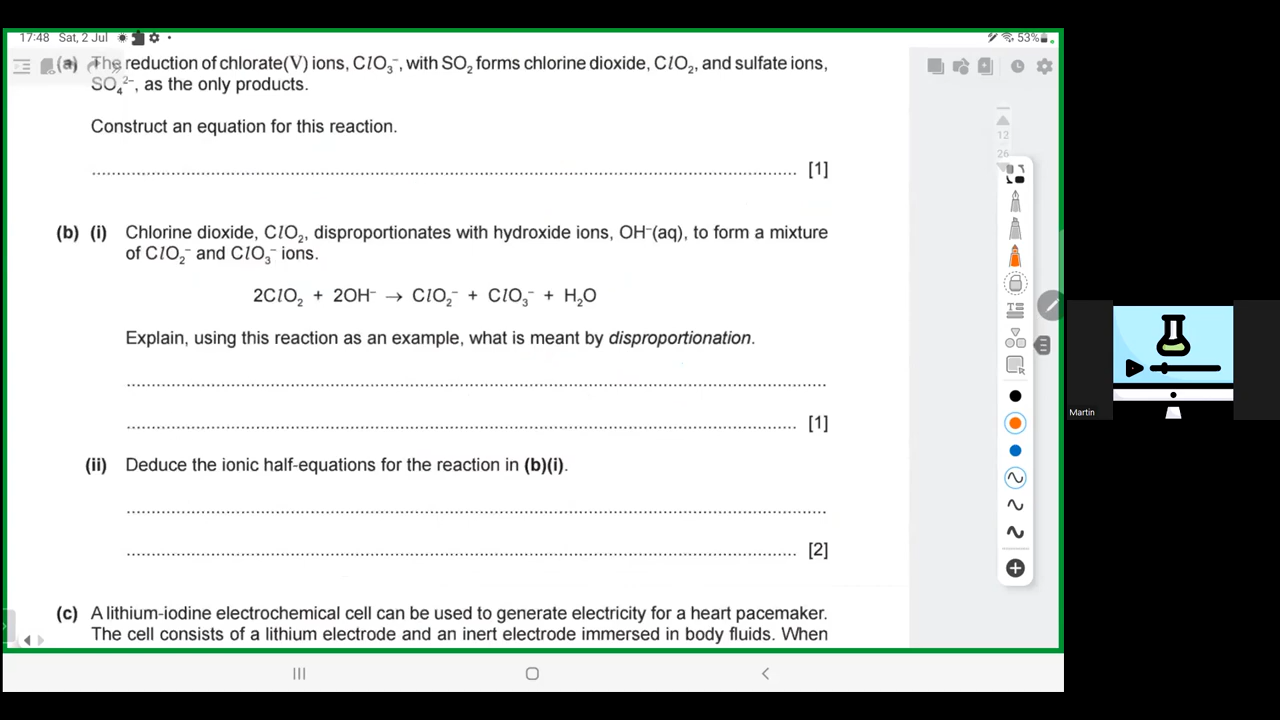 17:48 Sat, 2 Jul
53%
(a) The reduction of chlorate(V) ions, ClO₃⁻, with SO₂ forms chlorine dioxide, ClO₂, and sulfate ions,
SO₄²⁻, as the only products.
Construct an equation for this reaction.
[1]
(b) (i) Chlorine dioxide, ClO₂, disproportionates with hydroxide ions, OH⁻(aq), to form a mixture
of ClO₂⁻ and ClO₃⁻ ions.
2ClO₂ + 2OH⁻ → ClO₂⁻ + ClO₃⁻ + H₂O
Explain, using this reaction as an example, what is meant by disproportionation.
[1]
(ii) Deduce the ionic half-equations for the reaction in (b)(i).
[2]
(c) A lithium-iodine electrochemical cell can be used to generate electricity for a heart pacemaker.
The cell consists of a lithium electrode and an inert electrode immersed in body fluids. When
12
26
Martin